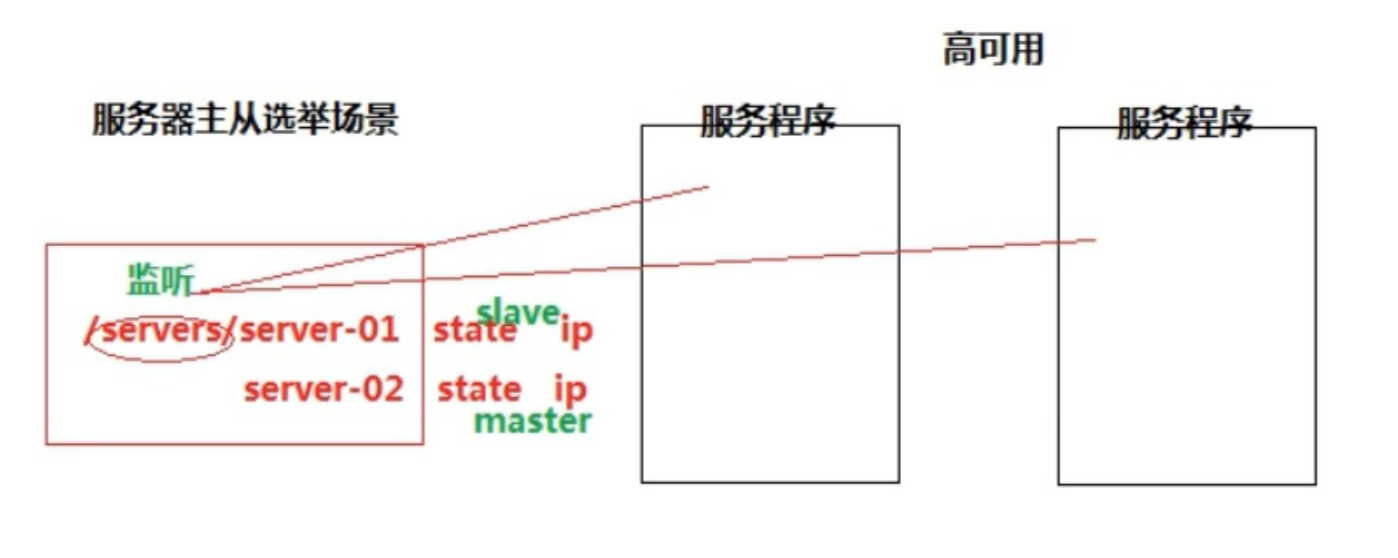 高可用
服务器主从选举场景
服务程序
服务程序
监听
slave
/servers/server-01 state ip
server-02 state ip
master